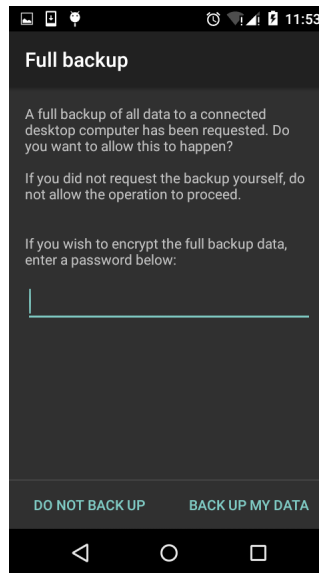 11:53
Full backup
A full backup of all data to a connected
desktop computer has been requested. Do
you want to allow this to happen?
If you did not request the backup yourself, do
not allow the operation to proceed.
If you wish to encrypt the full backup data,
enter a password below:
DO NOT BACK UP
BACK UP MY DATA